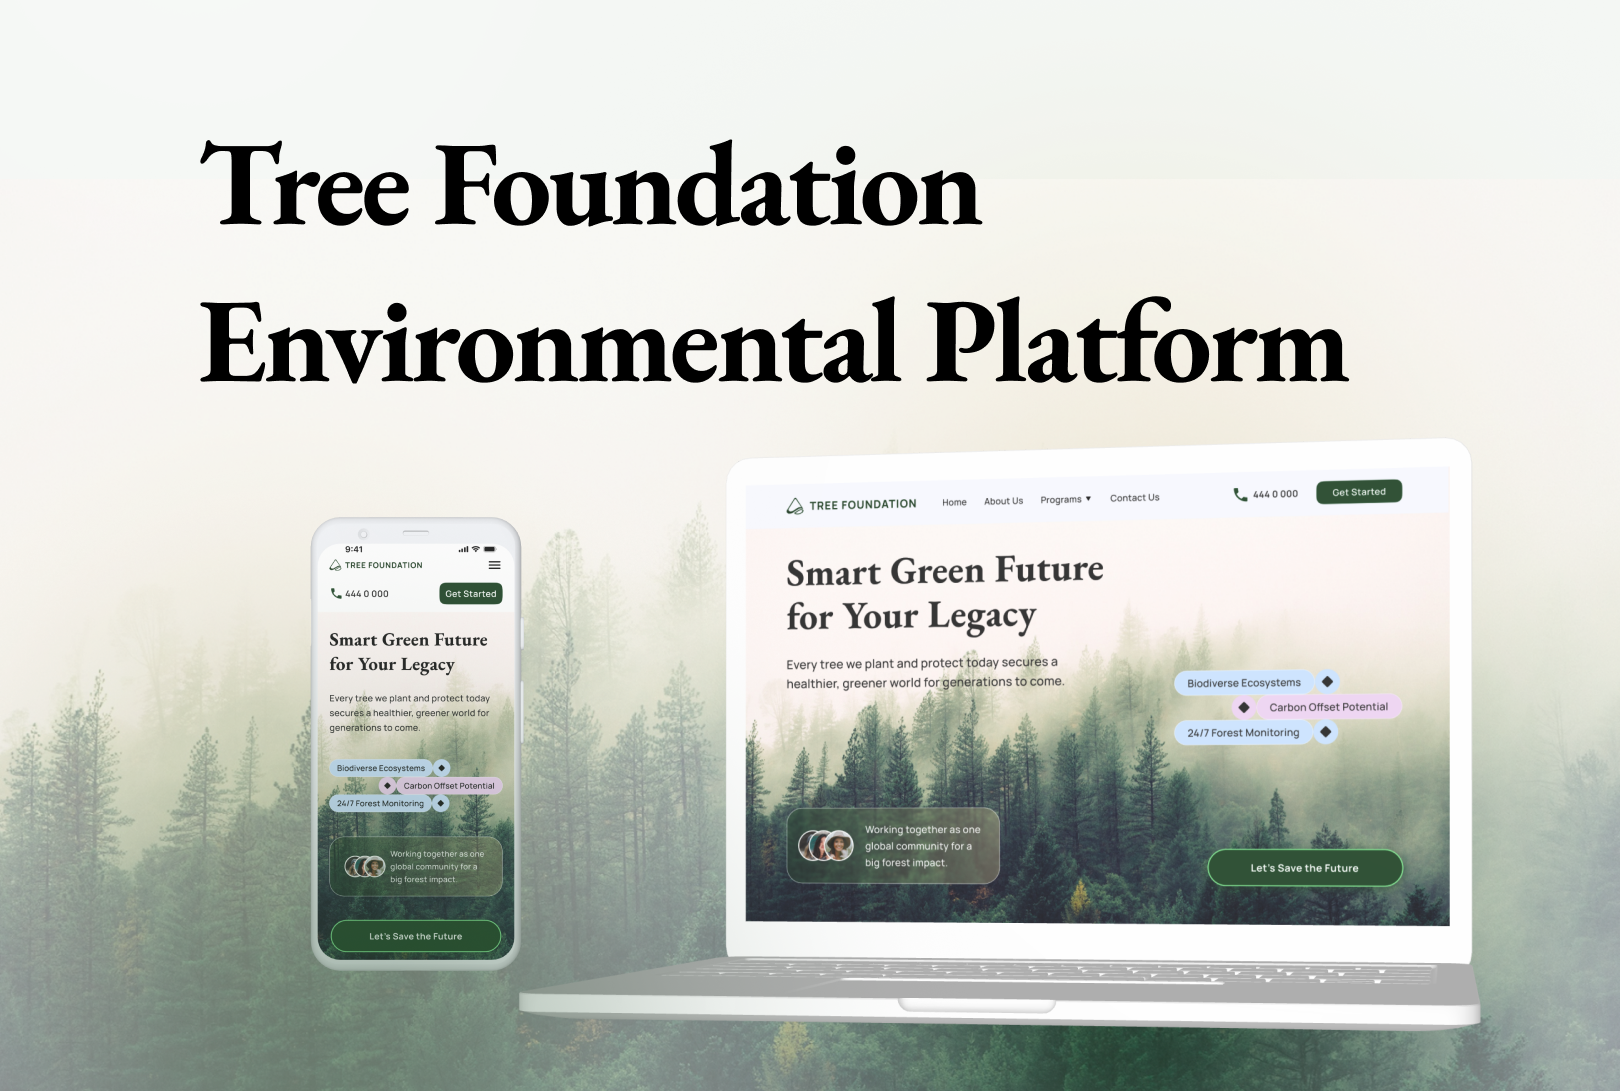 Tree Foundation
Environmental Platform
9:41
TREE FOUNDATION
444 0 000
Get Started
Smart Green Future
for Your Legacy
Every tree we plant and protect today
secures a healthier, greener world for
generations to come.
Biodiverse Ecosystems
Carbon Offset Potential
24/7 Forest Monitoring
Working together as one
global community for a
big forest impact.
Let's Save the Future
TREE FOUNDATION
Home
About Us
Programs
Contact Us
444 0 000
Get Started
Smart Green Future
for Your Legacy
Every tree we plant and protect today secures a
healthier, greener world for generations to come.
Biodiverse Ecosystems
Carbon Offset Potential
24/7 Forest Monitoring
Working together as one
global community for a
big forest impact.
Let's Save the Future